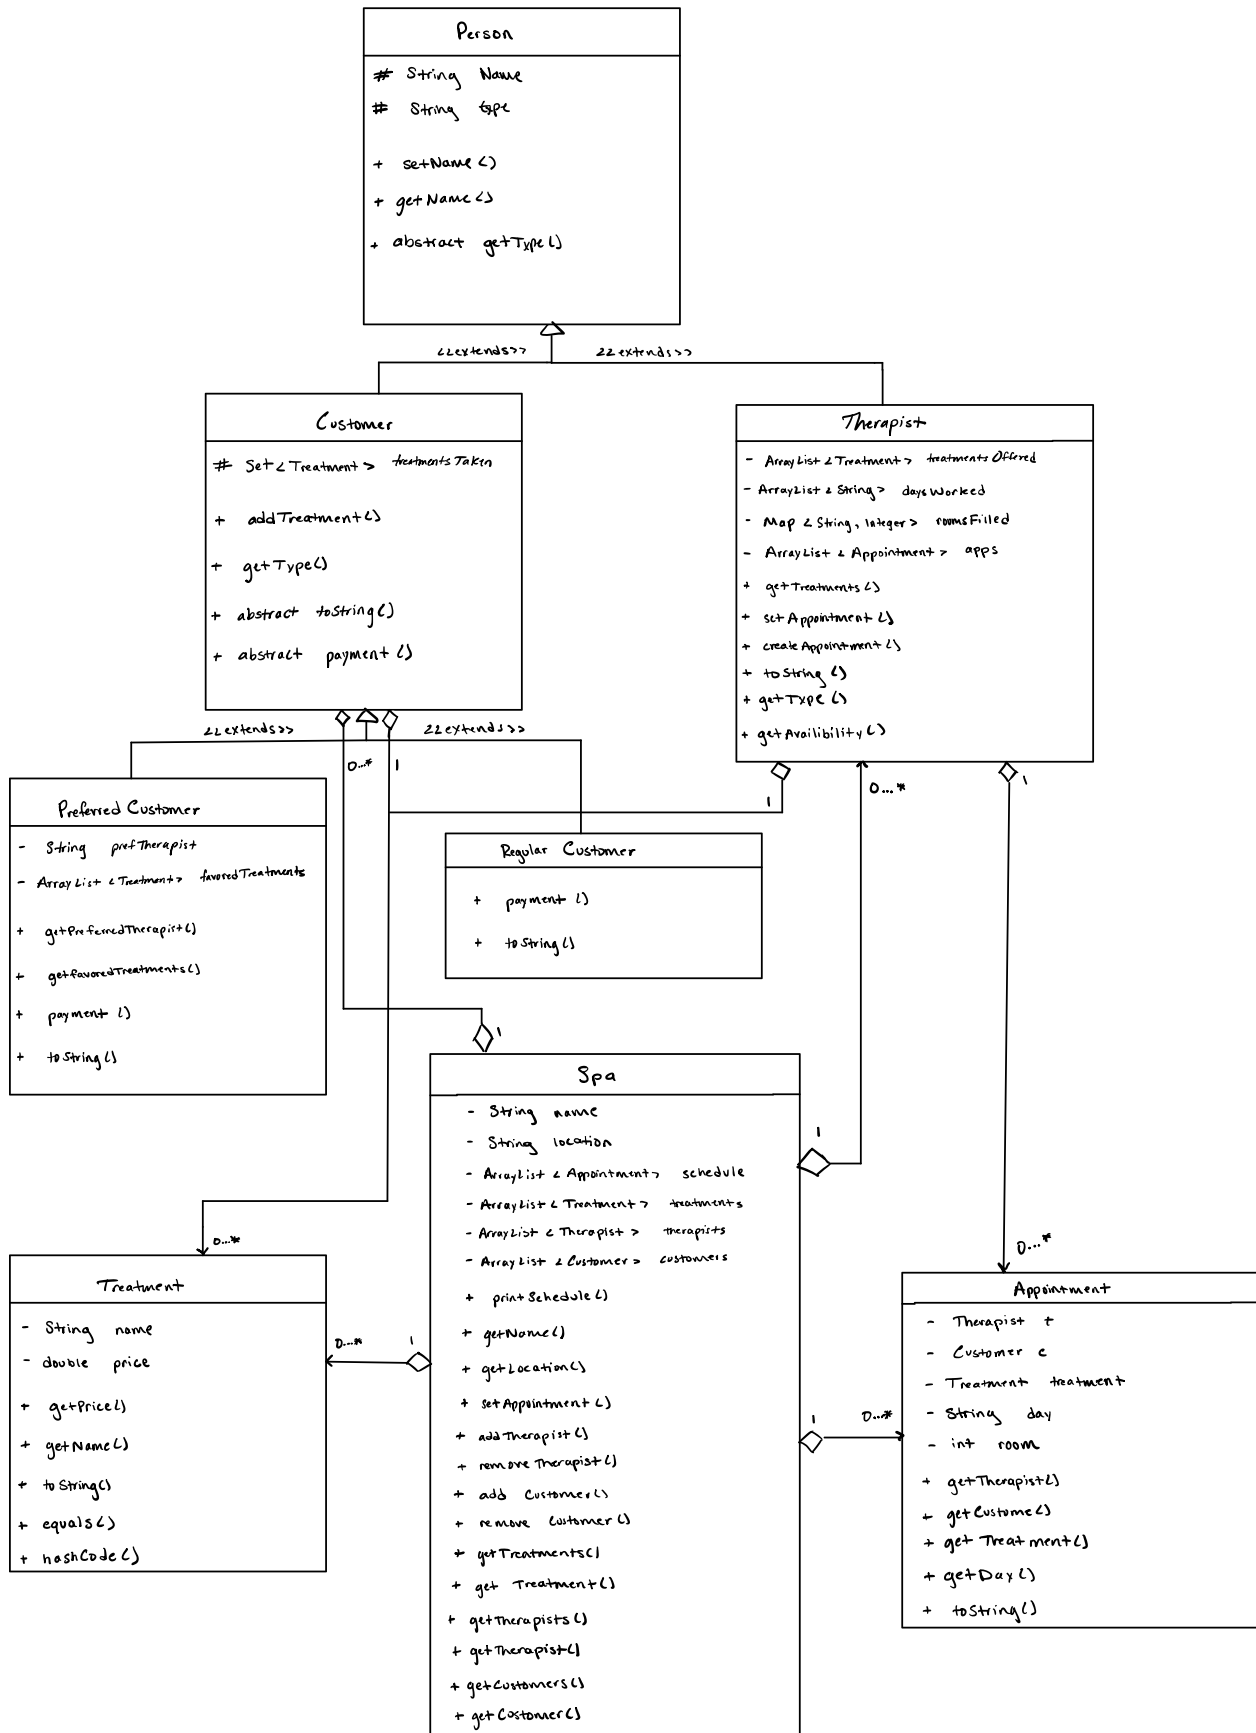 Person
# String Name
# String type
+ setName()
+ getName()
+ abstract getType()
<<extends>>
<<extends>>
Customer
# Set<Treatment> treatmentsTaken
+ addTreatment()
+ getType()
+ abstract toString()
+ abstract payment()
Therapist
- ArrayList<Treatment> treatmentsOffered
- ArrayList<String> daysWorked
- Map<String, Integer> roomsFilled
- ArrayList<Appointment> apps
+ getTreatments()
+ setAppointment()
+ createAppointment()
+ toString()
+ getType()
+ getAvailibility()
<<extends>>
<<extends>>
0...*
1
1
0...*
1
Preferred Customer
- String prefTherapist
- ArrayList<Treatment> favoredTreatments
+ getPreferredTherapist()
+ getfavoredTreatments()
+ payment()
+ toString()
Regular Customer
+ payment()
+ toString()
1
Spa
- String name
- String location
- ArrayList<Appointment> schedule
- ArrayList<Treatment> treatments
- ArrayList<Therapist> therapists
- ArrayList<Customer> customers
+ printSchedule()
+ getName()
+ getLocation()
+ setAppointment()
+ addTherapist()
+ removeTherapist()
+ add Customer()
+ remove Customer()
+ getTreatments()
+ get Treatment()
+ getTherapists()
+ getTherapist()
+ getCustomers()
+ getCustomer()
1
0...*
0...*
1
0...*
1
0...*
Treatment
- String name
- double price
+ getPrice()
+ getName()
+ toString()
+ equals()
+ hashCode()
Appointment
- Therapist t
- Customer c
- Treatment treatment
- String day
- int room
+ getTherapist()
+ getCustome()
+ get Treatment()
+ getDay()
+ toString()